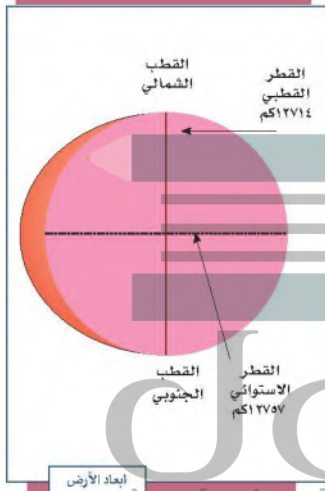 القطب
الشمالي
القطر
القطبي
١٢٧١٤كم
القطب
الجنوبي
القطر
الاستوائي
١٢٧٥٧كم
أبعاد الأرض